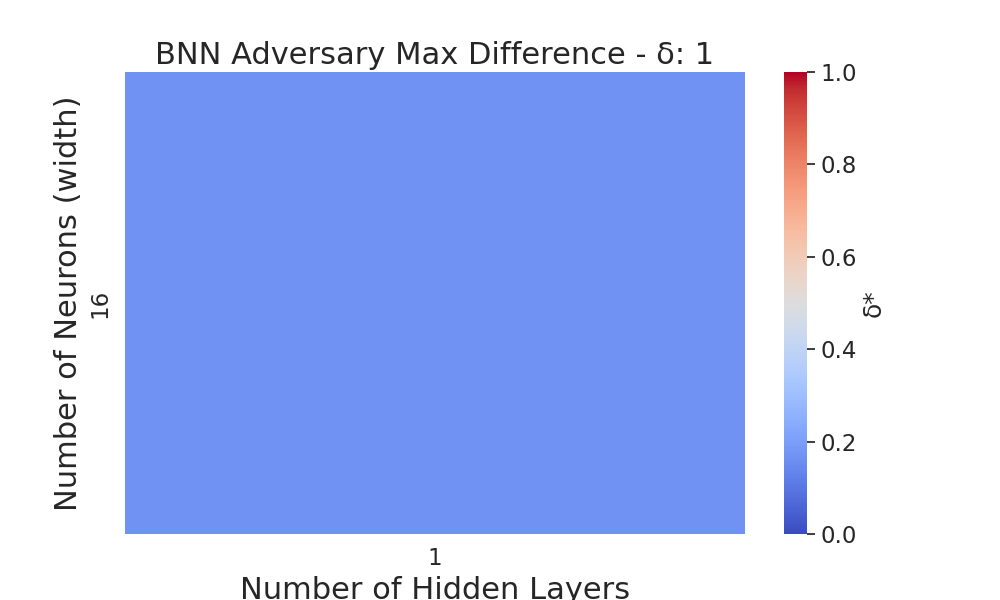 BNN Adversary Max Difference - δ: 1
Number of Neurons (width)
16
1
Number of Hidden Layers
1.0
0.8
0.6
0.4
0.2
0.0
δ*